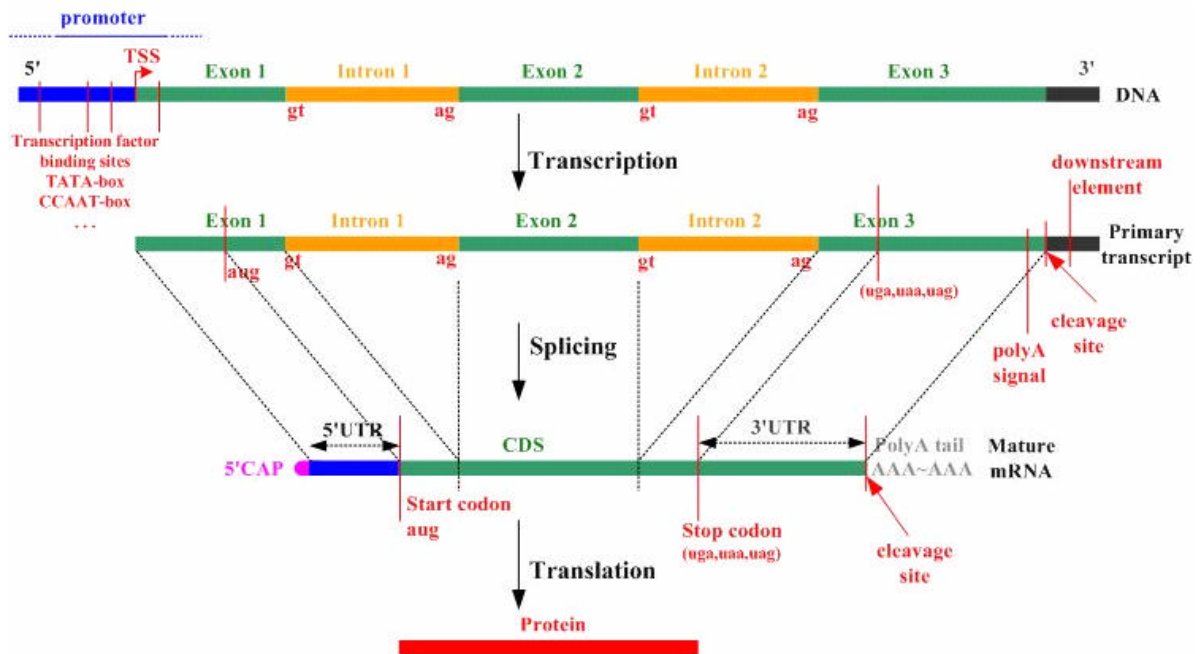 promoter
5'
TSS
Exon 1
Intron 1
Exon 2
Intron 2
Exon 3
3'
DNA
gt
ag
gt
ag
Transcription factor
binding sites
TATA-box
CCAAT-box
...
Transcription
downstream
element
Exon 1
Intron 1
Exon 2
Intron 2
Exon 3
Primary
transcript
aug
gt
ag
gt
ag
(uga,uaa,uag)
cleavage
site
polyA
signal
Splicing
5'UTR
CDS
3'UTR
PolyA tail
AAA~AAA
Mature
mRNA
5'CAP
Start codon
aug
Stop codon
(uga,uaa,uag)
cleavage
site
Translation
Protein